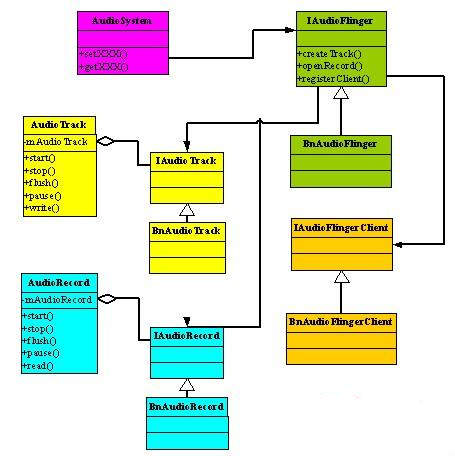 AudioSystem
+setXXX()
+getXXX()
IAudioFlinger
+createTrack()
+openRecord()
+registerClient()
BnAudioFlinger
AudioTrack
-mAudioTrack
+start()
+stop()
+flush()
+pause()
+write()
IAudioTrack
BnAudioTrack
IAudioFlingerClient
BnAudioFlingerClient
AudioRecord
-mAudioRecord
+start()
+stop()
+flush()
+pause()
+read()
IAudioRecord
BnAudioRecord